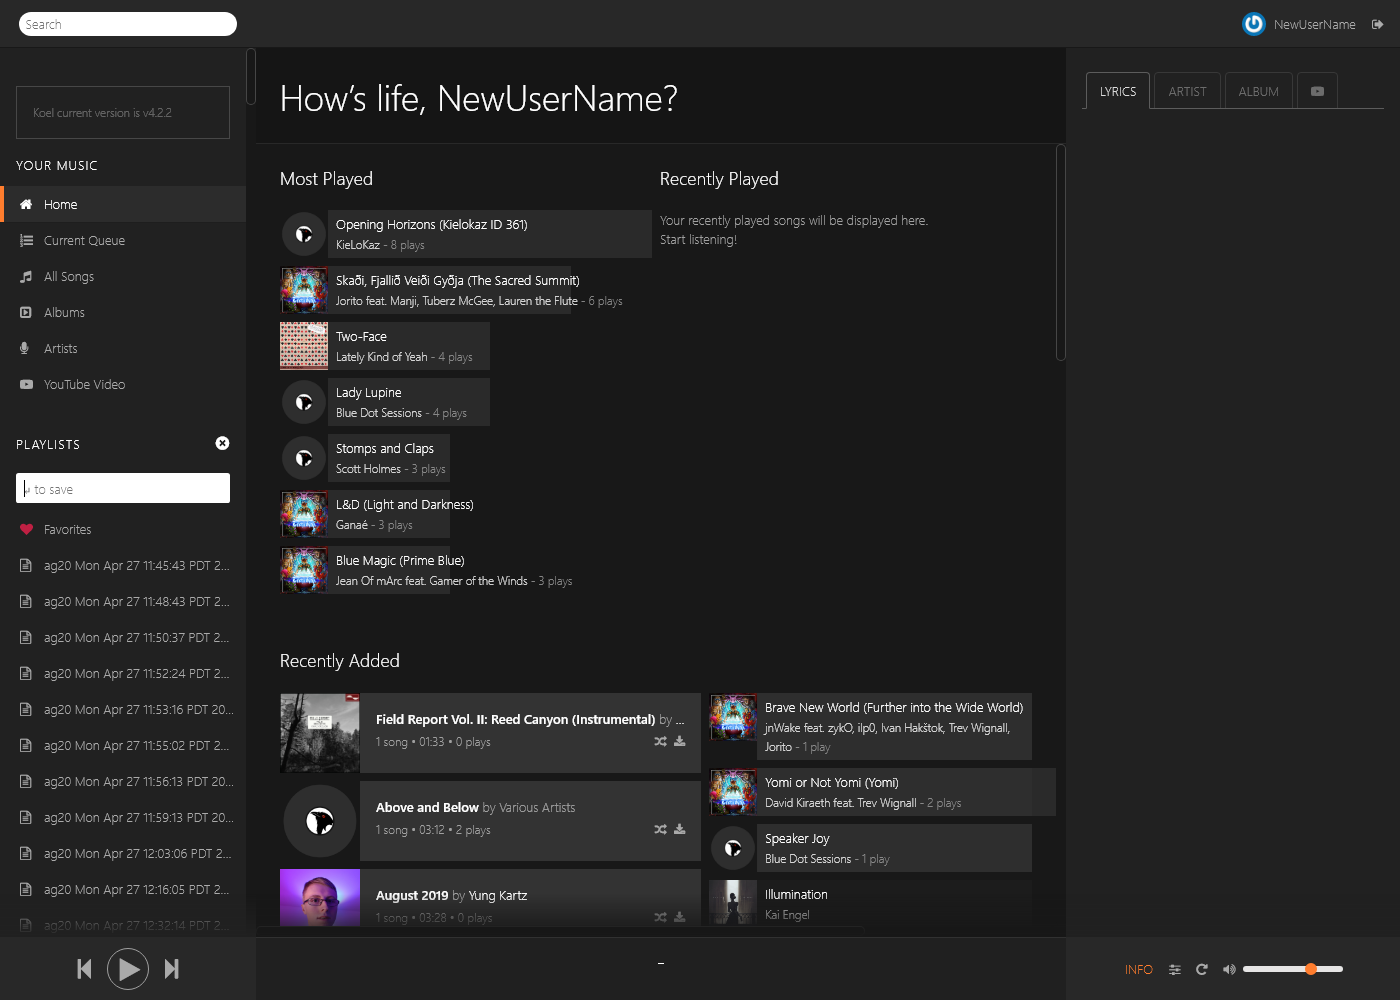 Search
NewUserName
Koel current version is v4.2.2
YOUR MUSIC
Home
Current Queue
All Songs
Albums
Artists
YouTube Video
PLAYLISTS
↵ to save
Favorites
ag20 Mon Apr 27 11:45:43 PDT 2...
ag20 Mon Apr 27 11:48:43 PDT 2...
ag20 Mon Apr 27 11:50:37 PDT 2...
ag20 Mon Apr 27 11:52:24 PDT 2...
ag20 Mon Apr 27 11:53:16 PDT 20...
ag20 Mon Apr 27 11:55:02 PDT 2...
ag20 Mon Apr 27 11:56:13 PDT 20...
ag20 Mon Apr 27 11:59:13 PDT 20...
ag20 Mon Apr 27 12:03:06 PDT 2...
ag20 Mon Apr 27 12:16:05 PDT 2...
ag20 Mon Apr 27 12:32:14 PDT 2...
How's life, NewUserName?
Most Played
Opening Horizons (Kielokaz ID 361)
KieLoKaz - 8 plays
Skaði, Fjallið Veiði Gyðja (The Sacred Summit)
Jorito feat. Manji, Tuberz McGee, Lauren the Flute - 6 plays
Two-Face
Lately Kind of Yeah - 4 plays
Lady Lupine
Blue Dot Sessions - 4 plays
Stomps and Claps
Scott Holmes - 3 plays
L&D (Light and Darkness)
Ganaé - 3 plays
Blue Magic (Prime Blue)
Jean Of mArc feat. Gamer of the Winds - 3 plays
Recently Played
Your recently played songs will be displayed here.
Start listening!
Recently Added
Field Report Vol. II: Reed Canyon (Instrumental) by ...
1 song • 01:33 • 0 plays
Above and Below by Various Artists
1 song • 03:12 • 2 plays
August 2019 by Yung Kartz
1 song • 03:28 • 0 plays
Brave New World (Further into the Wide World)
jnWake feat. zykO, ilp0, Ivan Hakštok, Trev Wignall,
Jorito - 1 play
Yomi or Not Yomi (Yomi)
David Kiraeth feat. Trev Wignall - 2 plays
Speaker Joy
Blue Dot Sessions - 1 play
Illumination
Kai Engel
LYRICS
ARTIST
ALBUM
–
INFO